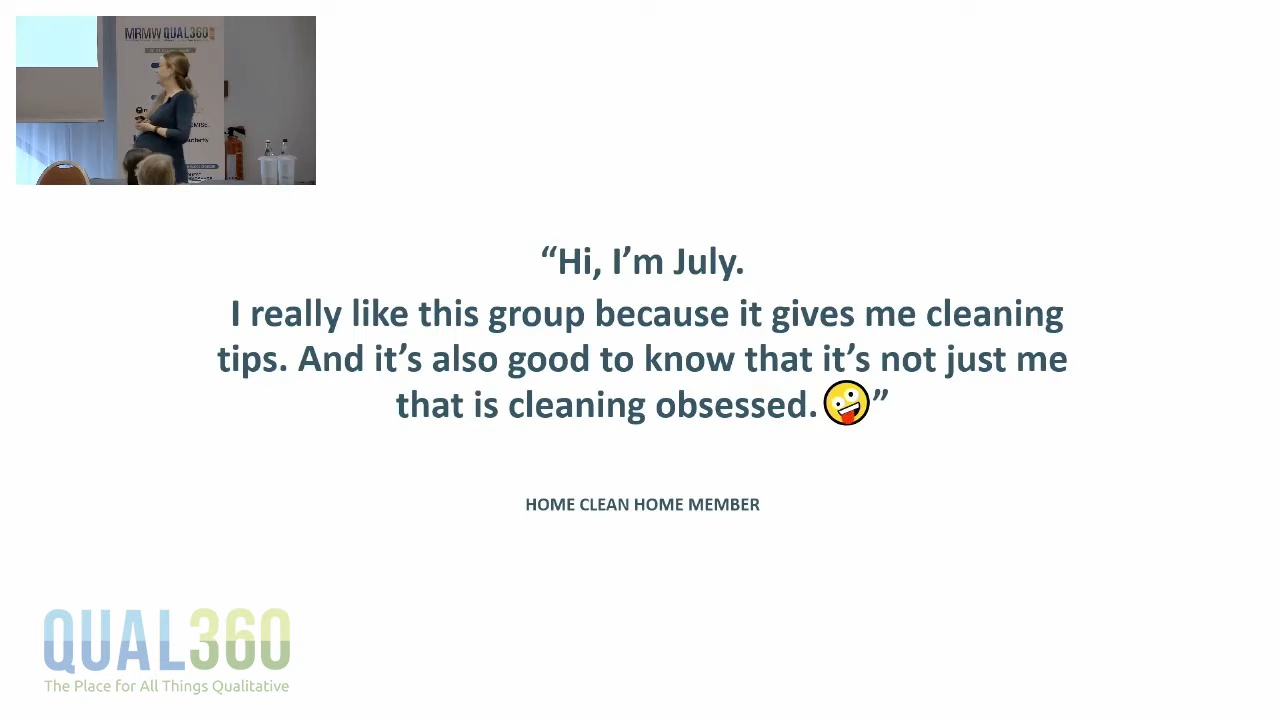 MRMW QUAL360
“Hi, I’m July.
I really like this group because it gives me cleaning
tips. And it’s also good to know that it’s not just me
that is cleaning obsessed.🤪”
HOME CLEAN HOME MEMBER
QUAL360
The Place for All Things Qualitative